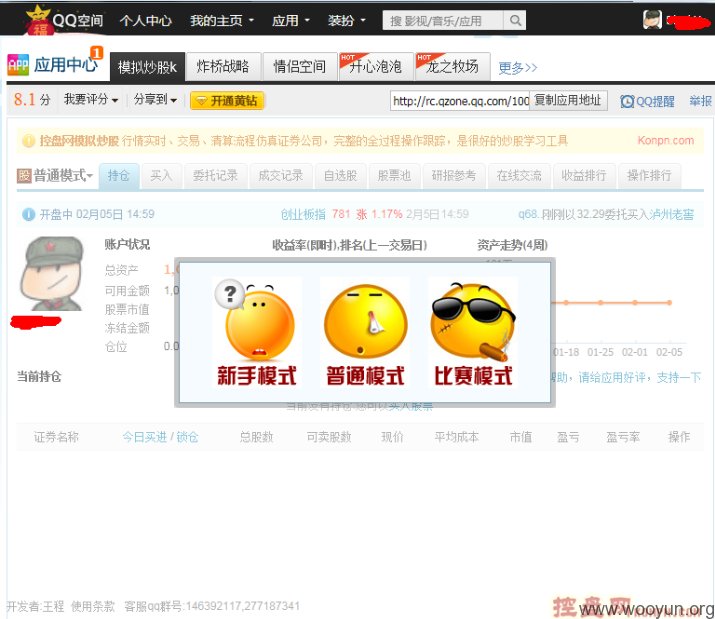 福 QQ空间 个人中心 我的主页 应用 装扮 搜 影视/音乐/应用
APP 应用中心 1 模拟炒股k 炸桥战略 情侣空间 HOT 开心泡泡 HOT 龙之牧场 更多>>
8.1 分 我要评分 分享到 开通黄钻 http://rc.qzone.qq.com/100 复制应用地址 QQ提醒 举报
控盘网模拟炒股 行情实时、交易、清算流程仿真证券公司，完整的全过程操作跟踪，是很好的炒股学习工具 Konpn.com
股 普通模式 持仓 买入 委托记录 成交记录 自选股 股票池 研报参考 在线交流 收益排行 操作排行
开盘中 02月05日 14:59 创业板指 781 涨 1.17% 2月5日14:59 q68.刚刚以32.29委托买入泸州老窖
账户状况 收益率(即时),排名(上一交易日) 资产走势(4周)
总资产
可用金额
股票市值
冻结金额
仓位 0.0
01-18 01-25 02-01 02-05
?
新手模式 普通模式 比赛模式
当前持仓 帮助，请给应用好评，支持一下
当前没有持仓,您可以买入股票
证券名称 今日买进 / 锁仓 总股数 可卖股数 现价 平均成本 市值 盈亏 盈亏率 操作
开发者:王程 使用条款 客服qq群号:146392117,277187341
控盘网
www.wooyun.org